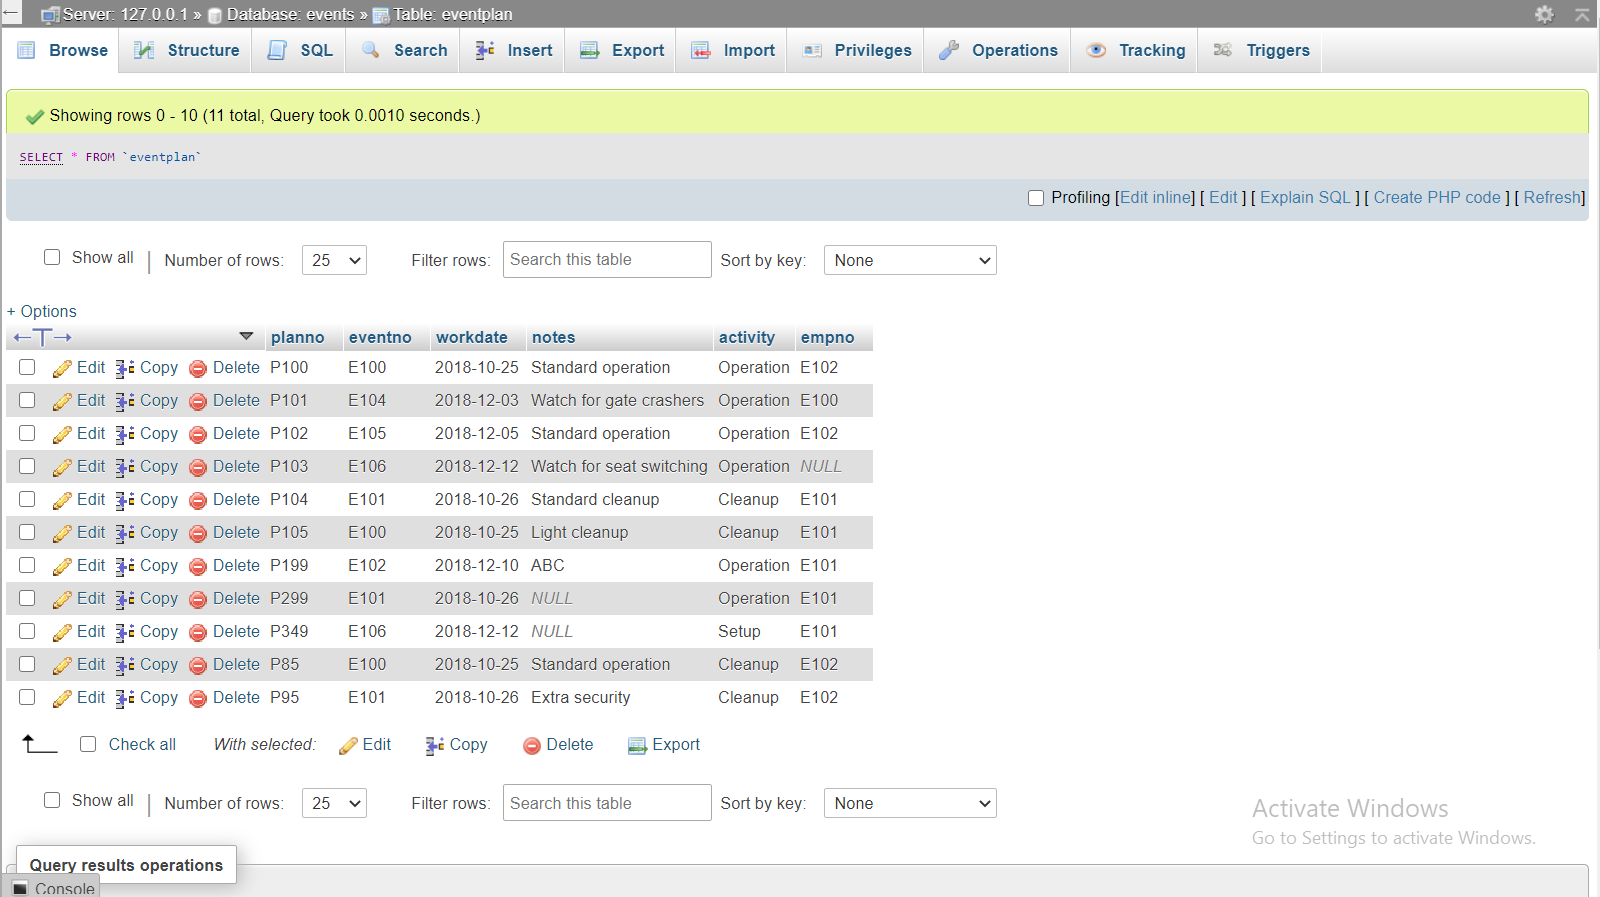 Server: 127.0.0.1 » Database: events » Table: eventplan
Browse Structure SQL Search Insert Export Import Privileges Operations Tracking Triggers
Showing rows 0 - 10 (11 total, Query took 0.0010 seconds.)
SELECT * FROM `eventplan`
Profiling [Edit inline] [ Edit ] [ Explain SQL ] [ Create PHP code ] [ Refresh]
Show all | Number of rows: 25 Filter rows: Search this table Sort by key: None
+ Options
←T→ planno eventno workdate notes activity empno
Edit Copy Delete P100 E100 2018-10-25 Standard operation Operation E102
Edit Copy Delete P101 E104 2018-12-03 Watch for gate crashers Operation E100
Edit Copy Delete P102 E105 2018-12-05 Standard operation Operation E102
Edit Copy Delete P103 E106 2018-12-12 Watch for seat switching Operation NULL
Edit Copy Delete P104 E101 2018-10-26 Standard cleanup Cleanup E101
Edit Copy Delete P105 E100 2018-10-25 Light cleanup Cleanup E101
Edit Copy Delete P199 E102 2018-12-10 ABC Operation E101
Edit Copy Delete P299 E101 2018-10-26 NULL Operation E101
Edit Copy Delete P349 E106 2018-12-12 NULL Setup E101
Edit Copy Delete P85 E100 2018-10-25 Standard operation Cleanup E102
Edit Copy Delete P95 E101 2018-10-26 Extra security Cleanup E102
Check all With selected: Edit Copy Delete Export
Show all | Number of rows: 25 Filter rows: Search this table Sort by key: None
Activate Windows
Go to Settings to activate Windows.
Query results operations
Console